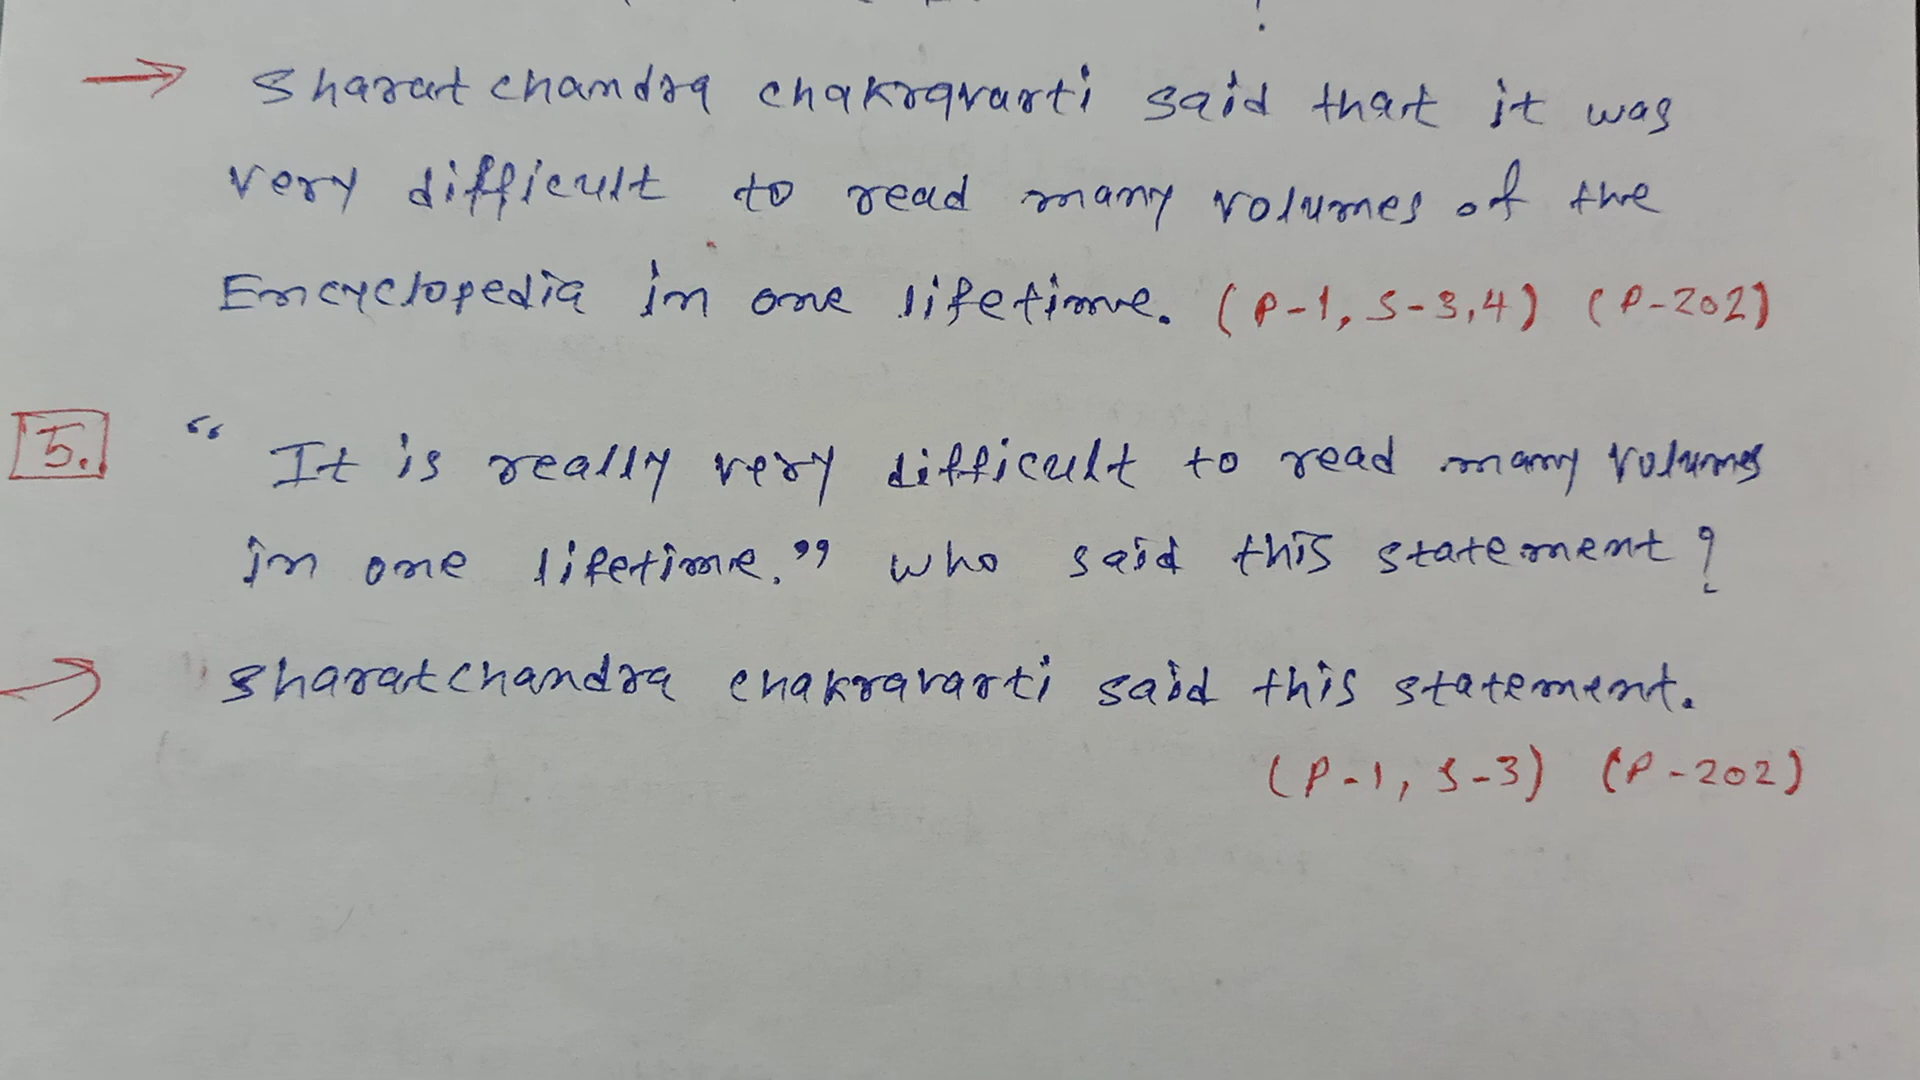 → Sharatchandra chakravarti said that it was
very difficult to read many volumes of the
Encyclopedia in one lifetime. (P-1, S-3,4) (P-202)
5. “ It is really very difficult to read many volumes
in one lifetime.” who said this statement?
→ Sharatchandra chakravarti said this statement.
(P-1, S-3) (P-202)